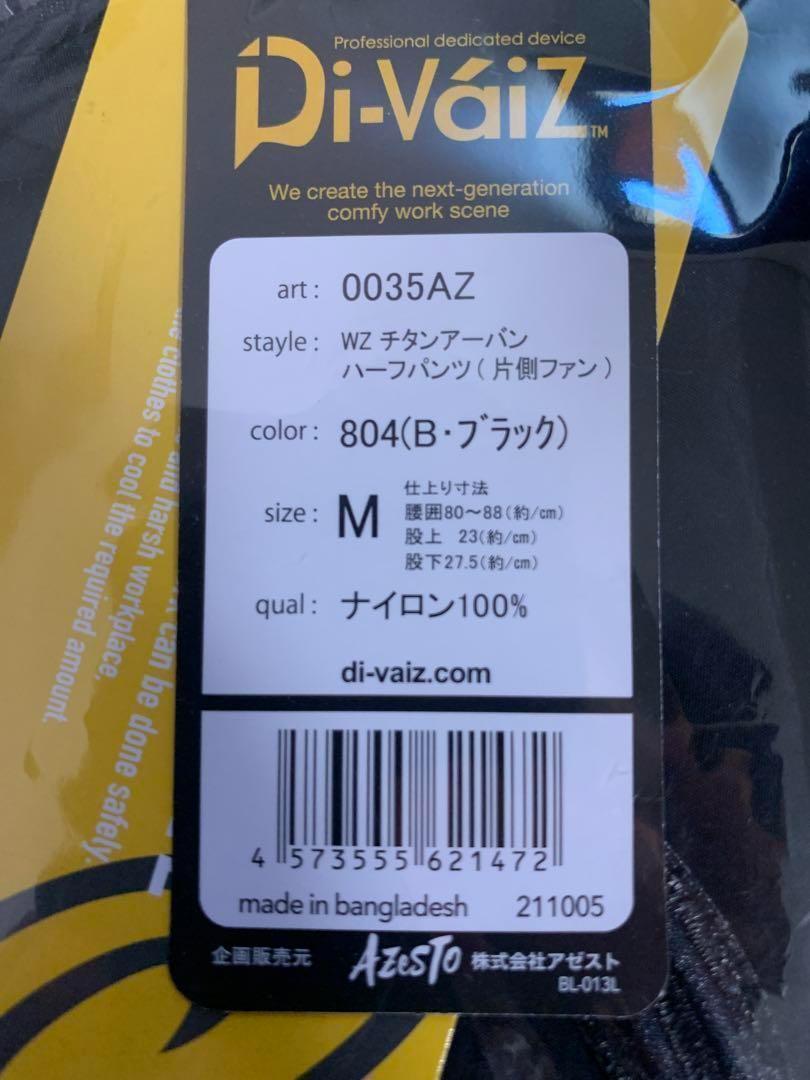 Professional dedicated device
Di-VáiZ™
We create the next-generation
comfy work scene
art : 0035AZ
stayle : WZ チタンアーバン
ハーフパンツ ( 片側ファン )
color : 804(B・ブラック)
size : M
仕上り寸法
腰囲80〜88(約/cm)
股上 23(約/cm)
股下27.5(約/cm)
qual : ナイロン100%
di-vaiz.com
4 573555 621472
made in bangladesh 211005
企画販売元 AZeSTO 株式会社アゼスト
BL-013L
can be done safely.
and harsh workplace,
the clothes to cool the required amount.